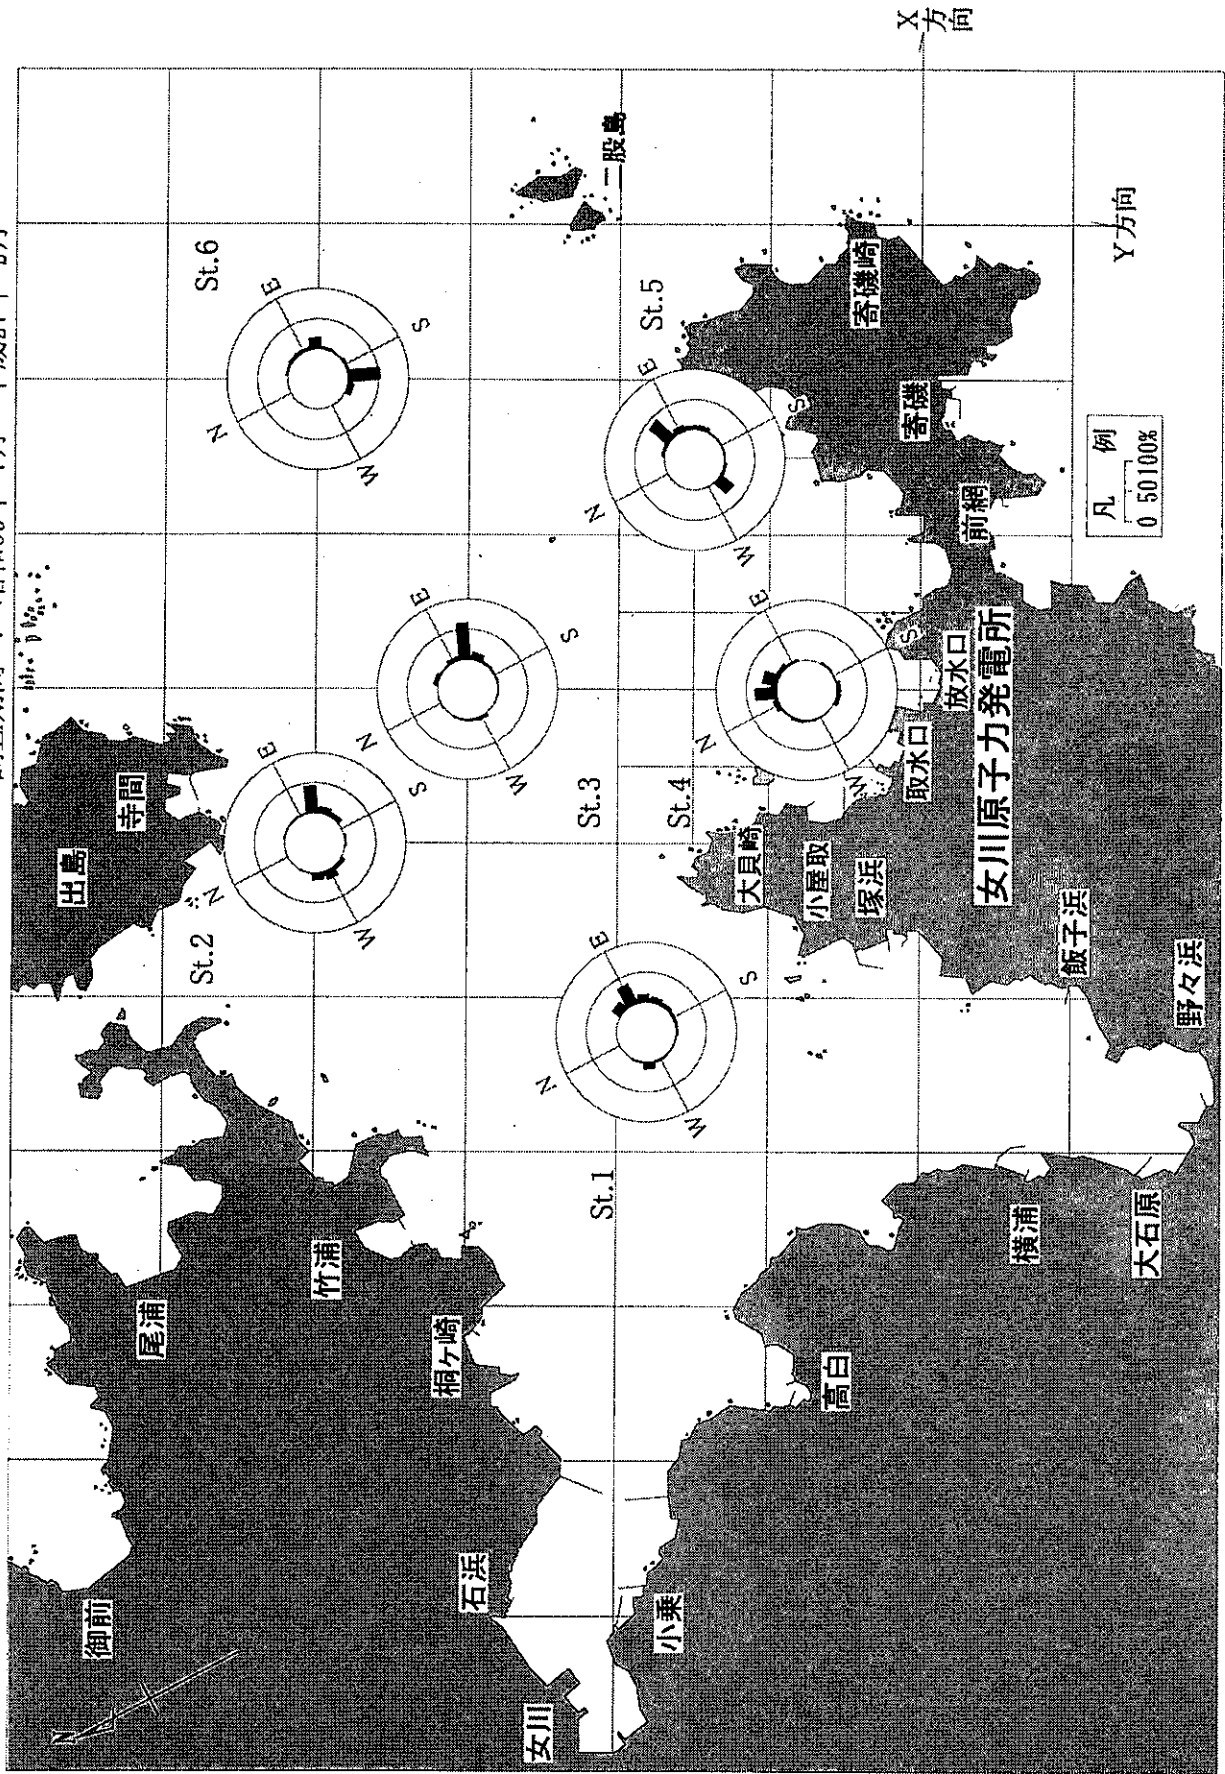 X
方向
St.6
E
S
N
W
二股島
St.5
E
S
N
W
寄磯崎
Y方向
寄磯
前網
凡 例
0 50100%
E
S
N
W
St.3
E
S
N
W
St.4
女川原子力発電所
放水口
取水口
出島
寺間
E
S
N
W
St.2
大貝崎
小屋取
塚浜
飯子浜
野々浜
E
S
N
W
St.1
尾浦
竹浦
桐ケ崎
横浦
大石原
高白
御前
石浜
小乗
女川
N